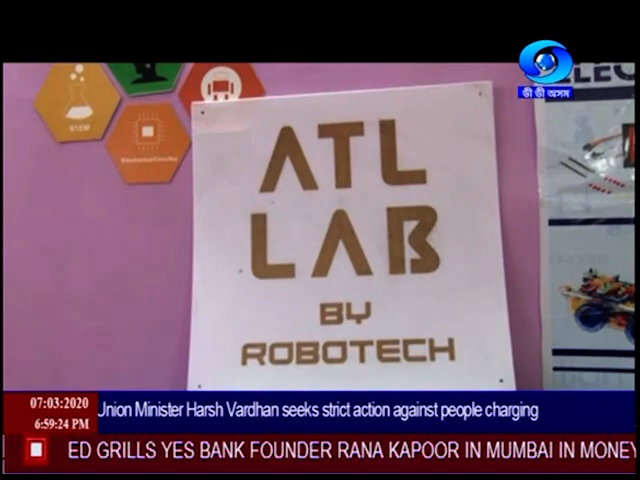 ELEC
ডী ডী অসম
STEM
ATL
LAB
BY
ROBOTECH
07:03:2020
6:59:24 PM
Union Minister Harsh Vardhan seeks strict action against people charging
ED GRILLS YES BANK FOUNDER RANA KAPOOR IN MUMBAI IN MONEY